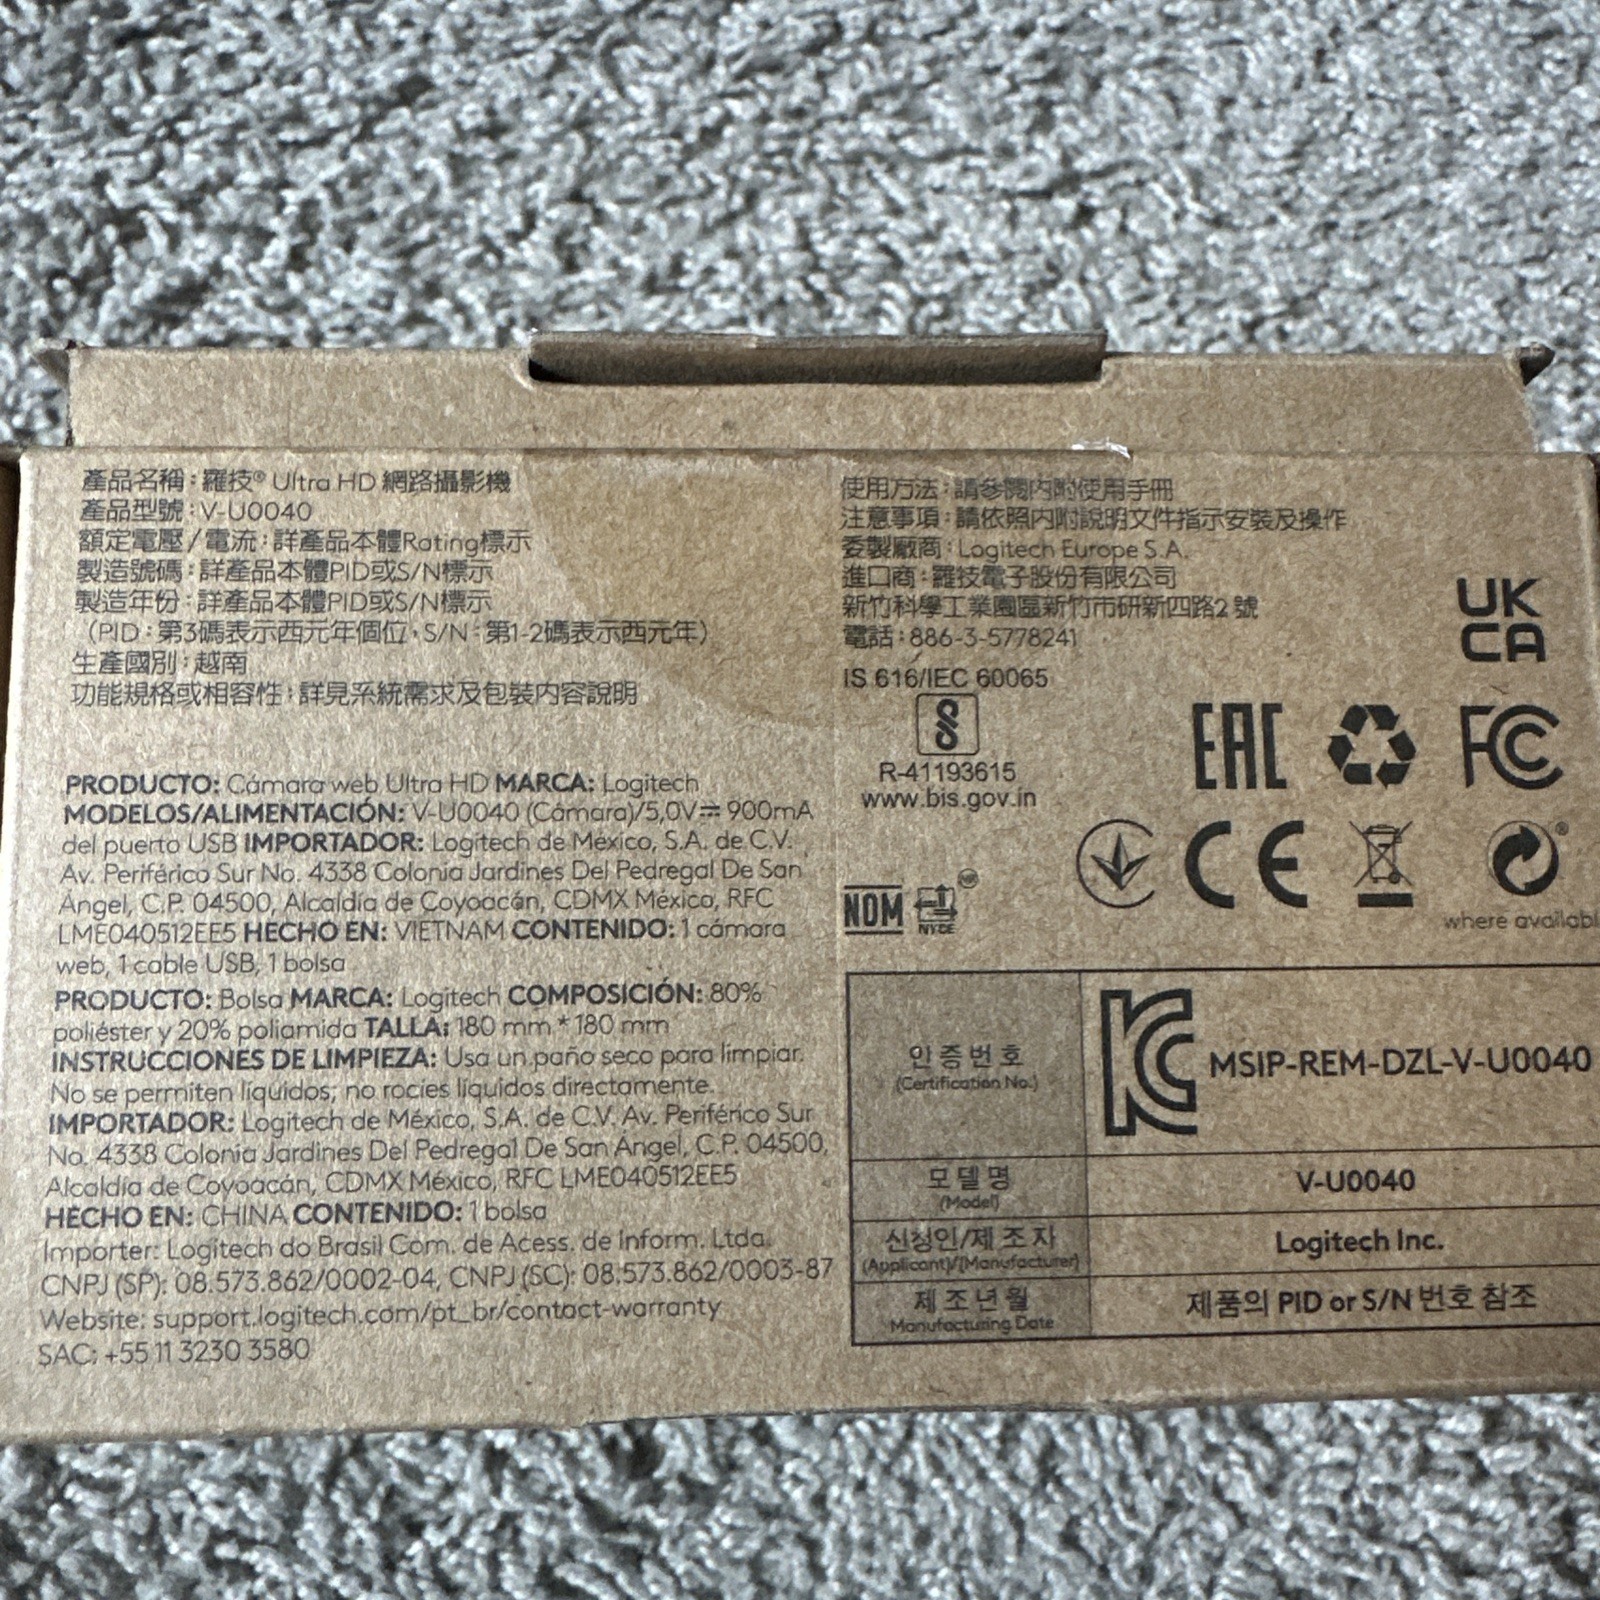 產品名稱：羅技® Ultra HD 網路攝影機
產品型號：V-U0040
額定電壓/電流：詳產品本體Rating標示
製造號碼：詳產品本體PID或S/N標示
製造年份：詳產品本體PID或S/N標示
（PID：第3碼表示西元年個位，S/N：第1-2碼表示西元年）
生產國別：越南
功能規格或相容性：詳見系統需求及包裝內容說明
PRODUCTO: Cámara web Ultra HD MARCA: Logitech
MODELOS/ALIMENTACIÓN: V-U0040 (Cámara)/5,0V⎓ 900mA
del puerto USB IMPORTADOR: Logitech de México, S.A. de C.V.
Av. Periférico Sur No. 4338 Colonia Jardines Del Pedregal De San
Ángel, C.P. 04500, Alcaldía de Coyoacán, CDMX México, RFC
LME040512EE5 HECHO EN: VIETNAM CONTENIDO: 1 cámara
web, 1 cable USB, 1 bolsa
PRODUCTO: Bolsa MARCA: Logitech COMPOSICIÓN: 80%
poliéster y 20% poliamida TALLA: 180 mm * 180 mm
INSTRUCCIONES DE LIMPIEZA: Usa un paño seco para limpiar.
No se permiten líquidos; no rocíes líquidos directamente.
IMPORTADOR: Logitech de México, S.A. de C.V. Av. Periférico Sur
No. 4338 Colonia Jardines Del Pedregal De San Ángel, C.P. 04500,
Alcaldía de Coyoacán, CDMX México, RFC LME040512EE5
HECHO EN: CHINA CONTENIDO: 1 bolsa
Importer: Logitech do Brasil Com. de Acess. de Inform. Ltda.
CNPJ (SP): 08.573.862/0002-04, CNPJ (SC): 08.573.862/0003-87
Website: support.logitech.com/pt_br/contact-warranty
SAC: +55 11 3230 3580
使用方法：請參閱內附使用手冊
注意事項：請依照內附說明文件指示安裝及操作
委製廠商：Logitech Europe S.A.
進口商：羅技電子股份有限公司
新竹科學工業園區新竹市研新四路2號
電話：886-3-5778241
IS 616/IEC 60065
R-41193615
www.bis.gov.in
UK
CA
EAC FC
CE
where availabl
NOM NYCE
안증번호
(Certification No.)
KC MSIP-REM-DZL-V-U0040
모델명
(Model)
V-U0040
신청인/제조자
(Applicant)/(Manufacturer)
Logitech Inc.
제조년월
Manufacturing Date
제품의 PID or S/N 번호 참조